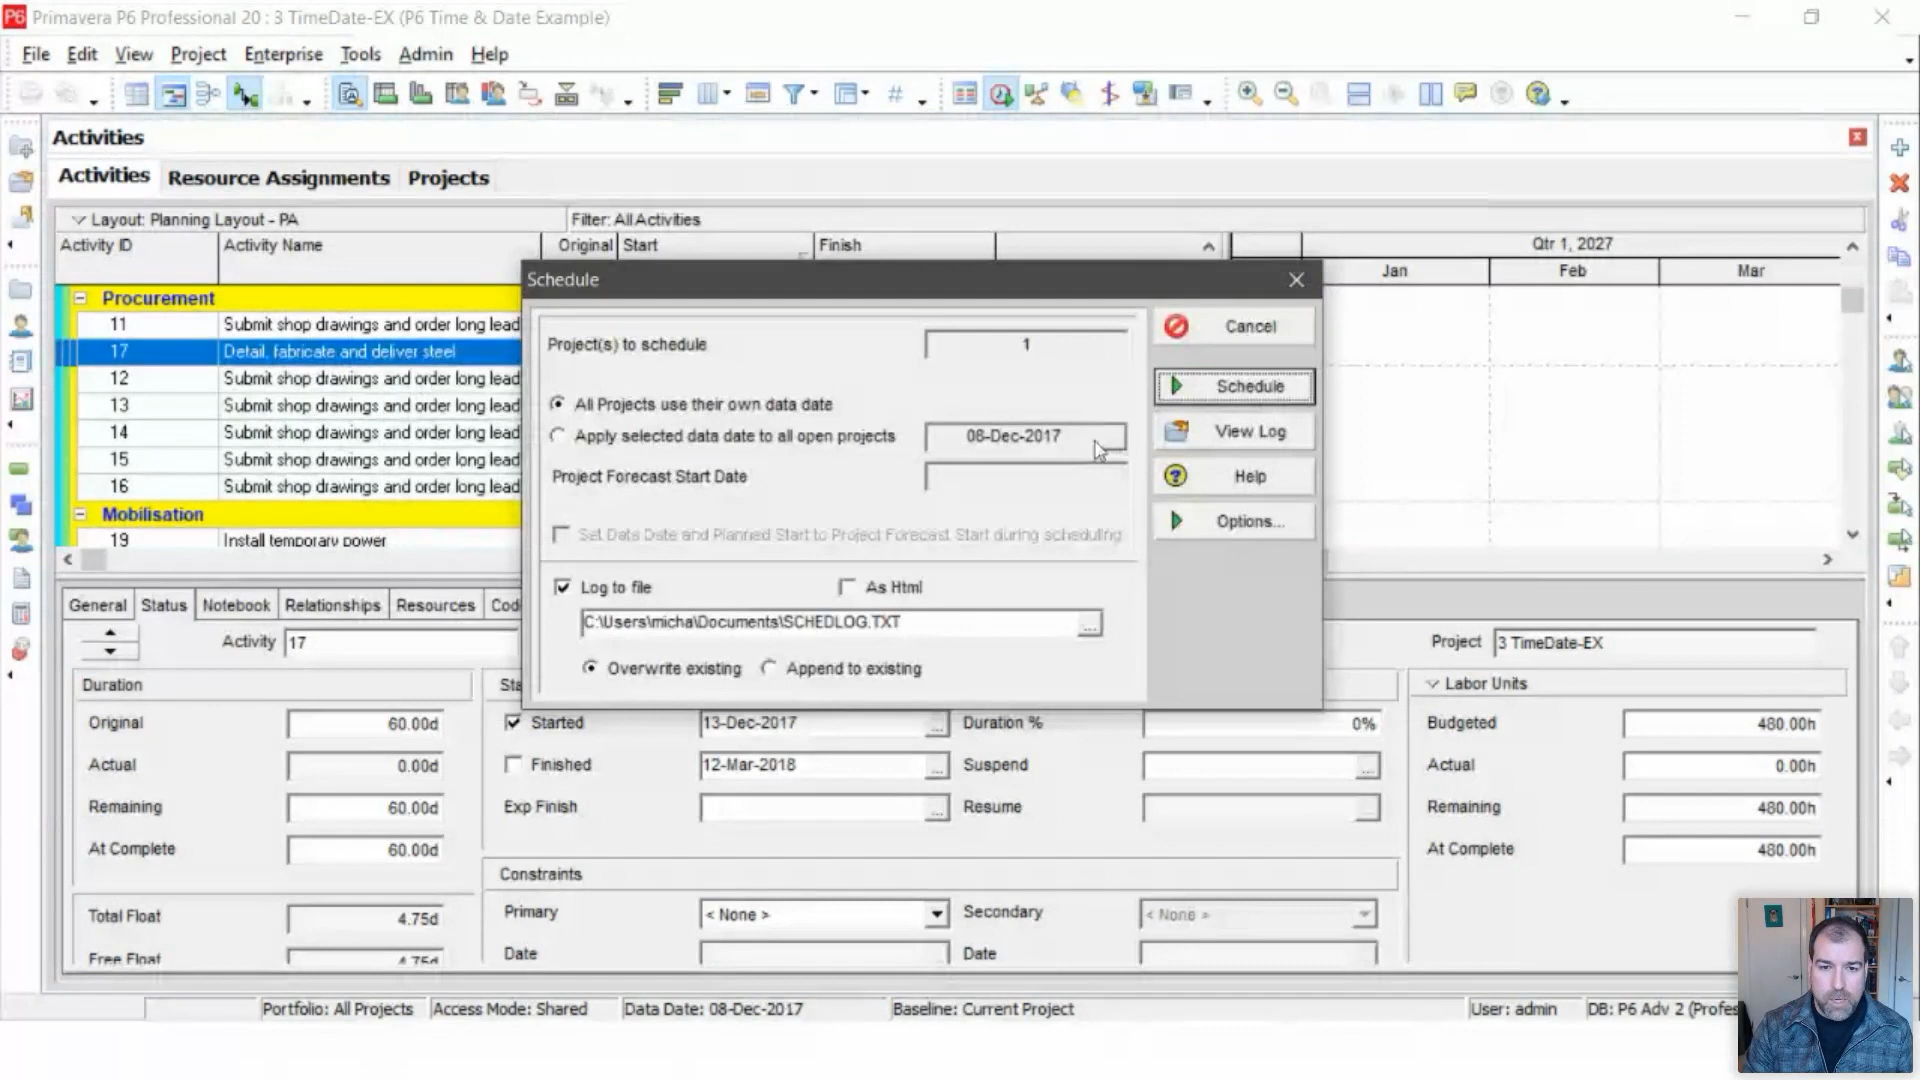 P6 Primavera P6 Professional 20 : 3 TimeDate-EX (P6 Time & Date Example)
File Edit View Project Enterprise Tools Admin Help
Activities
Activities Resource Assignments Projects
Layout: Planning Layout - PA Filter: All Activities
Activity ID Activity Name Original Start Finish Qtr 1, 2027
Jan Feb Mar
Procurement
11 Submit shop drawings and order long lead
17 Detail, fabricate and deliver steel
12 Submit shop drawings and order long lead
13 Submit shop drawings and order long lead
14 Submit shop drawings and order long lead
15 Submit shop drawings and order long lead
16 Submit shop drawings and order long lead
Mobilisation
19 Install temporary power
Schedule
Project(s) to schedule 1
All Projects use their own data date
Apply selected data date to all open projects 08-Dec-2017
Project Forecast Start Date
Set Data Date and Planned Start to Project Forecast Start during scheduling
Log to file As Html
C:\Users\micha\Documents\SCHEDLOG.TXT ...
Overwrite existing Append to existing
Cancel
Schedule
View Log
Help
Options...
General Status Notebook Relationships Resources Cod
Activity 17 Project 3 TimeDate-EX
Duration Sta Labor Units
Original 60.00d Started 13-Dec-2017 ... Duration % 0% Budgeted 480.00h
Actual 0.00d Finished 12-Mar-2018 ... Suspend ... Actual 0.00h
Remaining 60.00d Exp Finish ... Resume ... Remaining 480.00h
At Complete 60.00d At Complete 480.00h
Constraints
Total Float 4.75d Primary < None > Secondary < None >
Free Float 4.75d Date Date
Portfolio: All Projects Access Mode: Shared Data Date: 08-Dec-2017 Baseline: Current Project User: admin DB: P6 Adv 2 (Profes